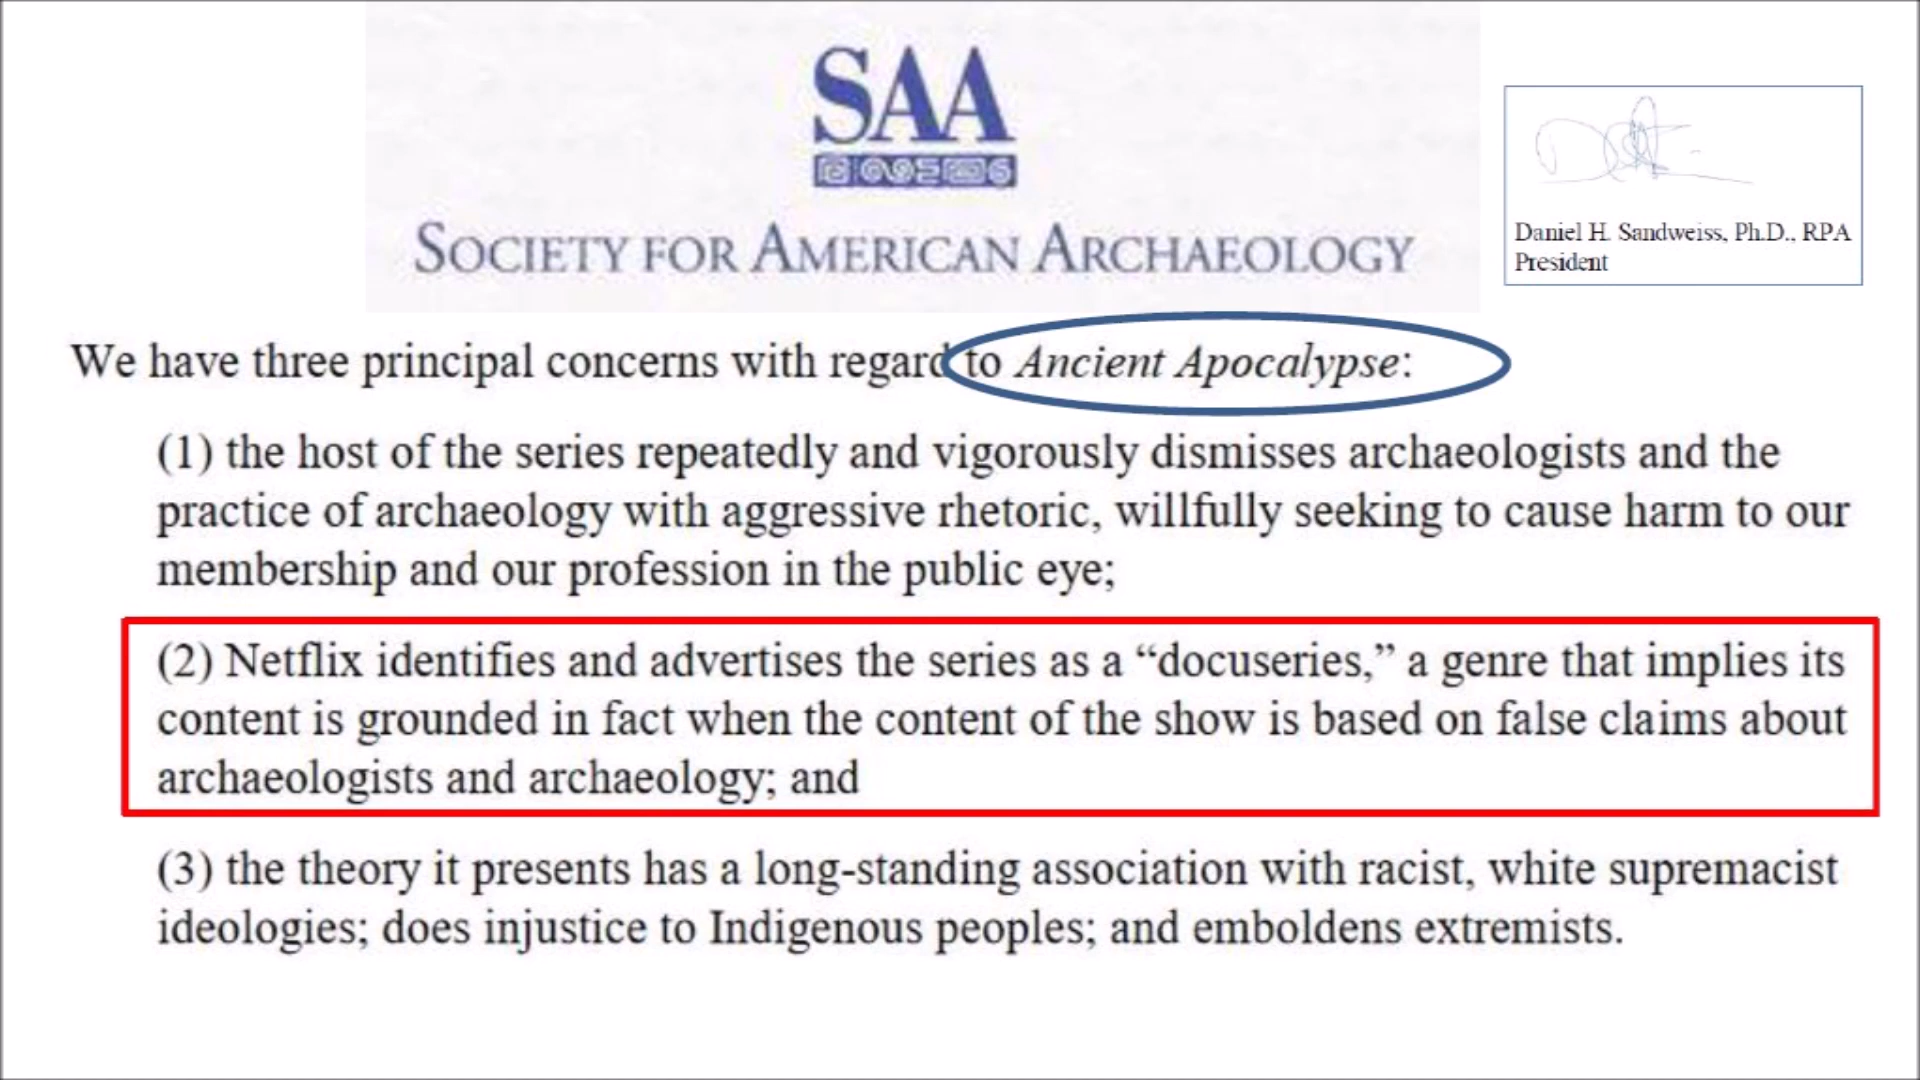 SAA
SOCIETY FOR AMERICAN ARCHAEOLOGY
Daniel H. Sandweiss, Ph.D., RPA
President
We have three principal concerns with regard to Ancient Apocalypse:
(1) the host of the series repeatedly and vigorously dismisses archaeologists and the
practice of archaeology with aggressive rhetoric, willfully seeking to cause harm to our
membership and our profession in the public eye;
(2) Netflix identifies and advertises the series as a “docuseries,” a genre that implies its
content is grounded in fact when the content of the show is based on false claims about
archaeologists and archaeology; and
(3) the theory it presents has a long-standing association with racist, white supremacist
ideologies; does injustice to Indigenous peoples; and emboldens extremists.